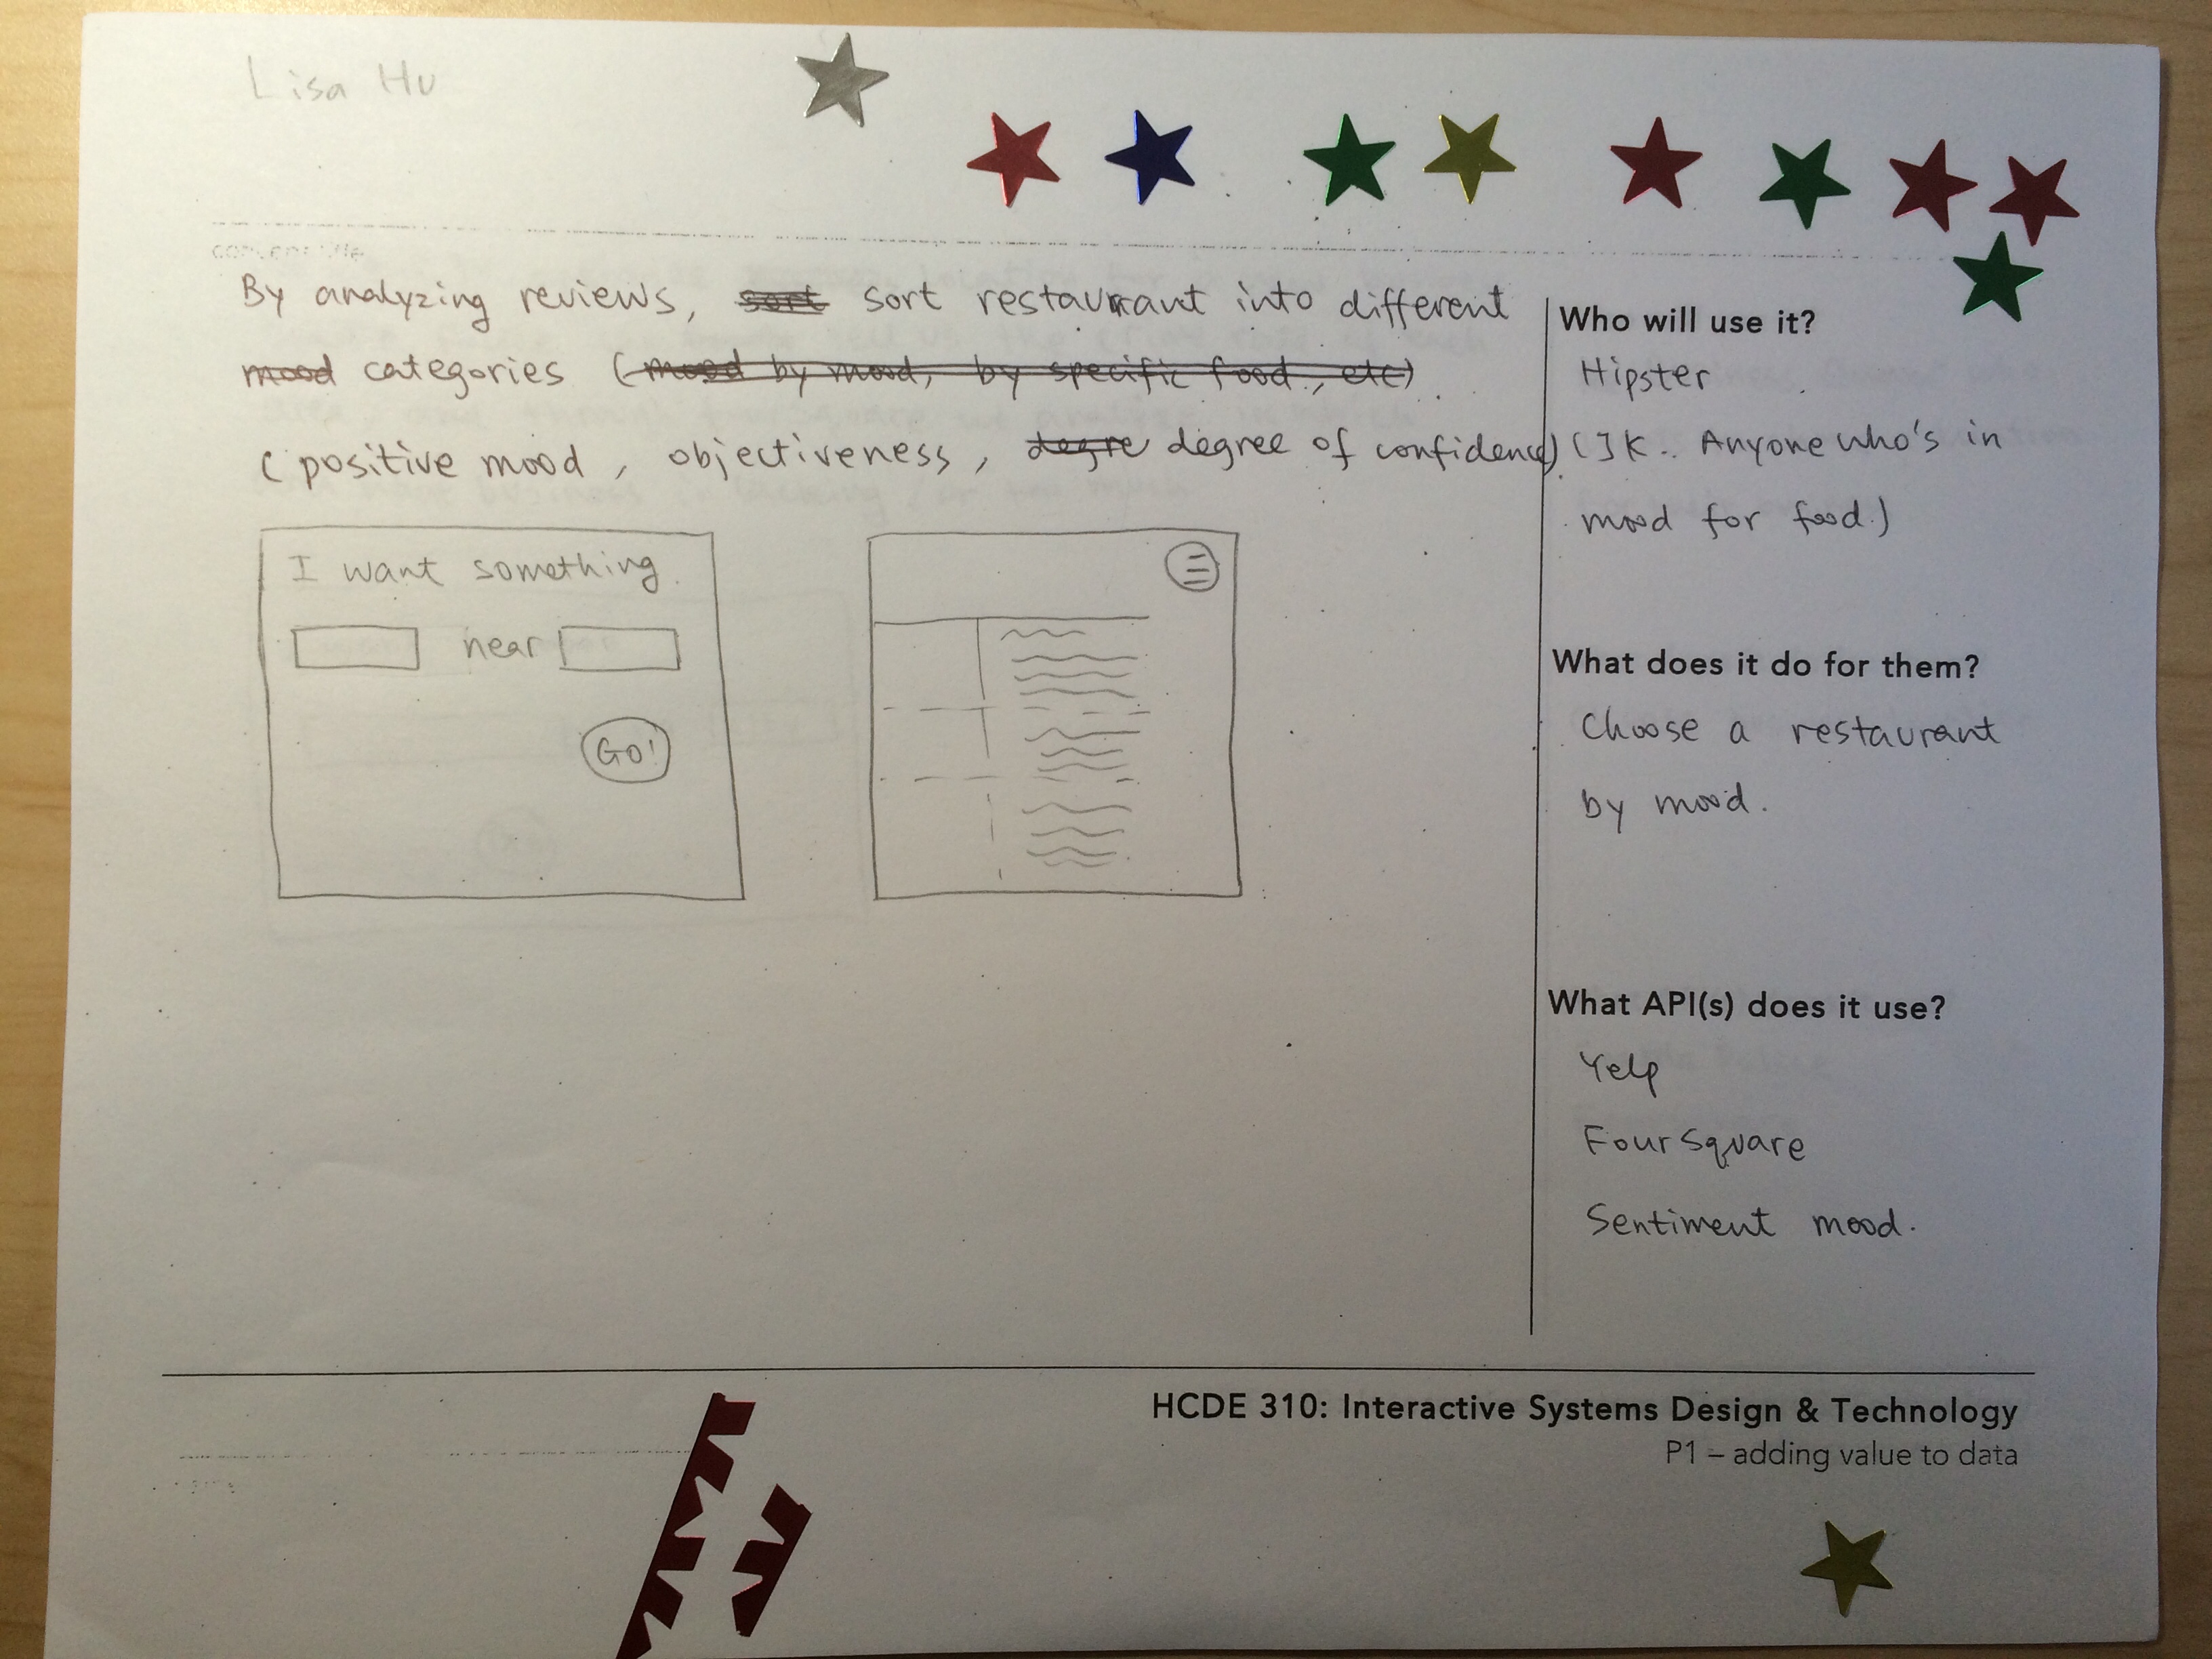 Lisa Hu
concept title
By analyzing reviews, sort sort restaurant into different
mood categories (mood by mood, by specific food, etc)
(positive mood, objectiveness, degre degree of confidence)
I want something
near
GO!
Who will use it?
Hipster
(JK.. Anyone who's in
mood for food.)
What does it do for them?
Choose a restaurant
by mood.
What API(s) does it use?
Yelp
FourSquare
Sentiment mood.
HCDE 310: Interactive Systems Design & Technology
P1 – adding value to data